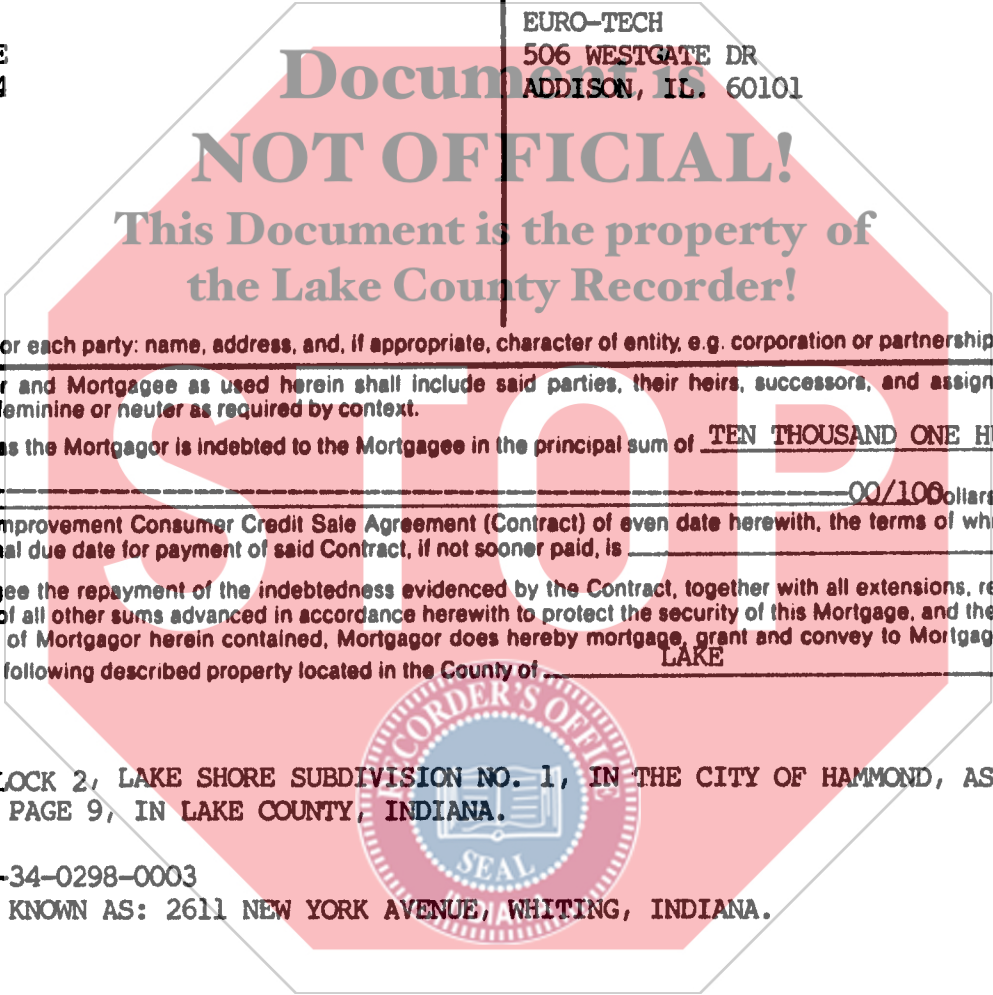 EURO-TECH
506 WESTGATE DR
ADDISON, IL. 60101
Document is
NOT OFFICIAL!
This Document is the property of
the Lake County Recorder!
or each party: name, address, and, if appropriate, character of entity, e.g. corporation or partnership
and Mortgagee as used herein shall include said parties, their heirs, successors, and assign
feminine or neuter as required by context.
as the Mortgagor is indebted to the Mortgagee in the principal sum of TEN THOUSAND ONE
00/100 ollars
mprovement Consumer Credit Sale Agreement (Contract) of even date herewith, the terms of wh
al due date for payment of said Contract, if not sooner paid, is
ee the repayment of the indebtedness evidenced by the Contract, together with all extensions, re
of all other sums advanced in accordance herewith to protect the security of this Mortgage, and the
of Mortgagor herein contained, Mortgagor does hereby mortgage, grant and convey to Mortgag
following described property located in the County of LAKE
STOP
RECORDER'S OFFICE
LOCK 2, LAKE SHORE SUBDIVISION NO. 1, IN THE CITY OF HAMMOND, AS
PAGE 9, IN LAKE COUNTY, INDIANA.
SEAL
-34-0298-0003
KNOWN AS: 2611 NEW YORK AVENUE, WHITING, INDIANA.
INDIANA